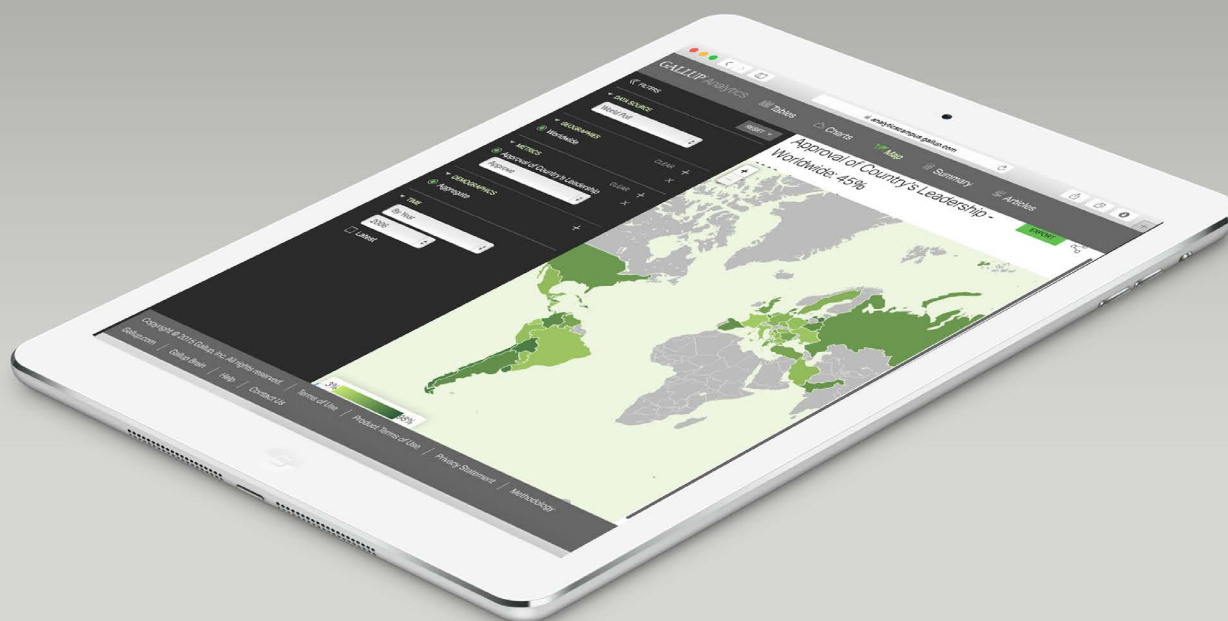 analyticscampus.gallup.com
GALLUP Analytics
Tables
Charts
Map
Summary
Articles
FILTERS
RESET
DATA SOURCE
World Poll
GEOGRAPHIES
CLEAR
Worldwide
METRICS
CLEAR
Approval of Country's Leadership
Approve
DEMOGRAPHICS
Aggregate
TIME
By Year
2006
Latest
Approval of Country's Leadership -
Worldwide: 45%
EXPORT
3%
Copyright © 2015 Gallup, Inc. All rights reserved.
Terms of Use
Product Terms of Use
Privacy Statement
Methodology
Gallup.com
Gallup Brain
Help
Contact Us